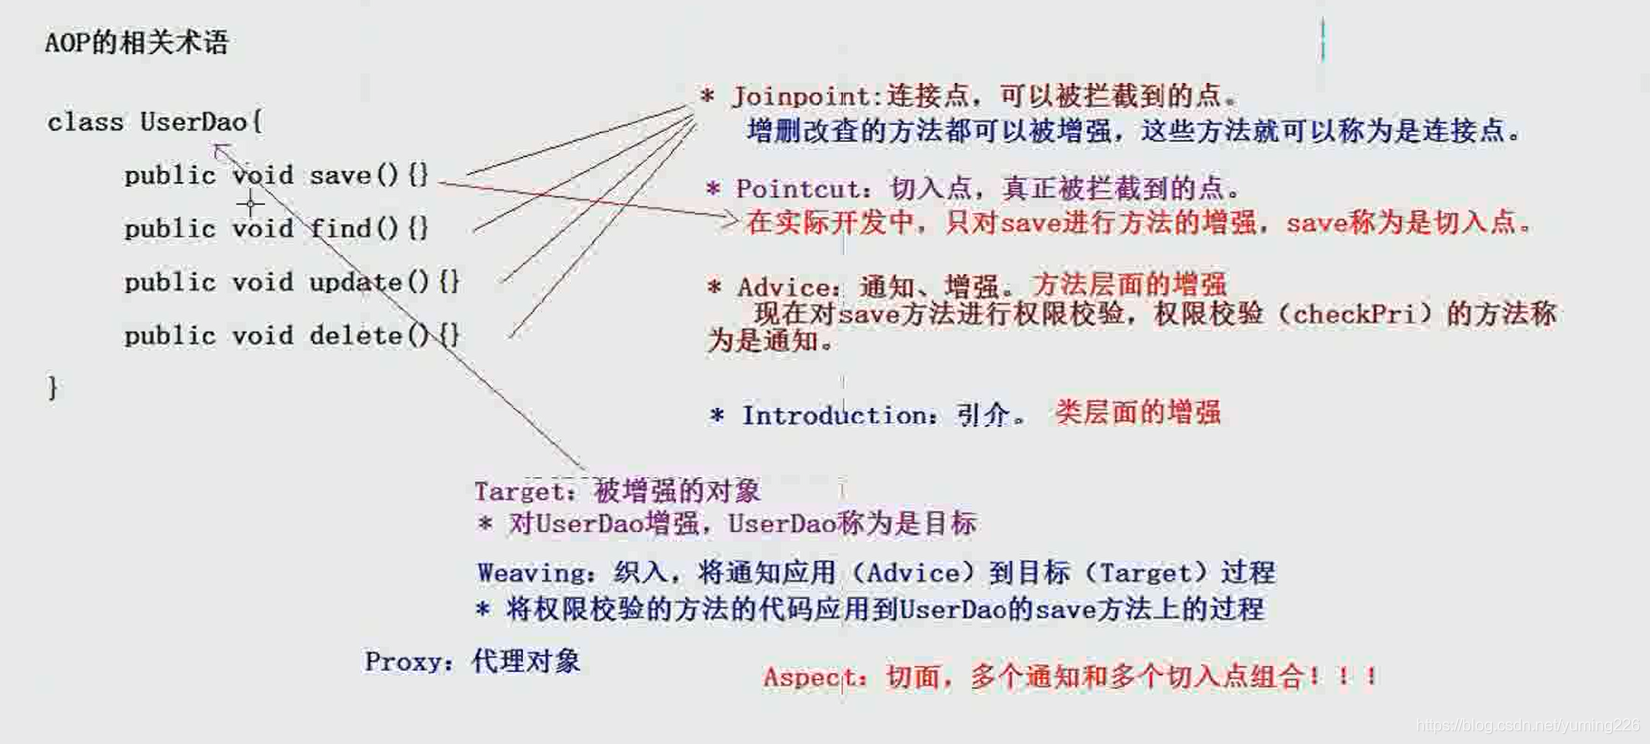 AOP的相关术语
class UserDao{
public void save(){}
public void find(){}
public void update(){}
public void delete(){}
}
* Joinpoint:连接点，可以被拦截到的点。
增删改查的方法都可以被增强，这些方法就可以称为是连接点。
* Pointcut：切入点，真正被拦截到的点。
在实际开发中，只对save进行方法的增强，save称为是切入点。
* Advice：通知、增强。 方法层面的增强
现在对save方法进行权限校验，权限校验（checkPri）的方法称
为是通知。
* Introduction：引介。 类层面的增强
Target：被增强的对象
* 对UserDao增强，UserDao称为是目标
Weaving：织入，将通知应用（Advice）到目标（Target）过程
* 将权限校验的方法的代码应用到UserDao的save方法上的过程
Proxy：代理对象
Aspect：切面，多个通知和多个切入点组合！！！
https://blog.csdn.net/yuming226